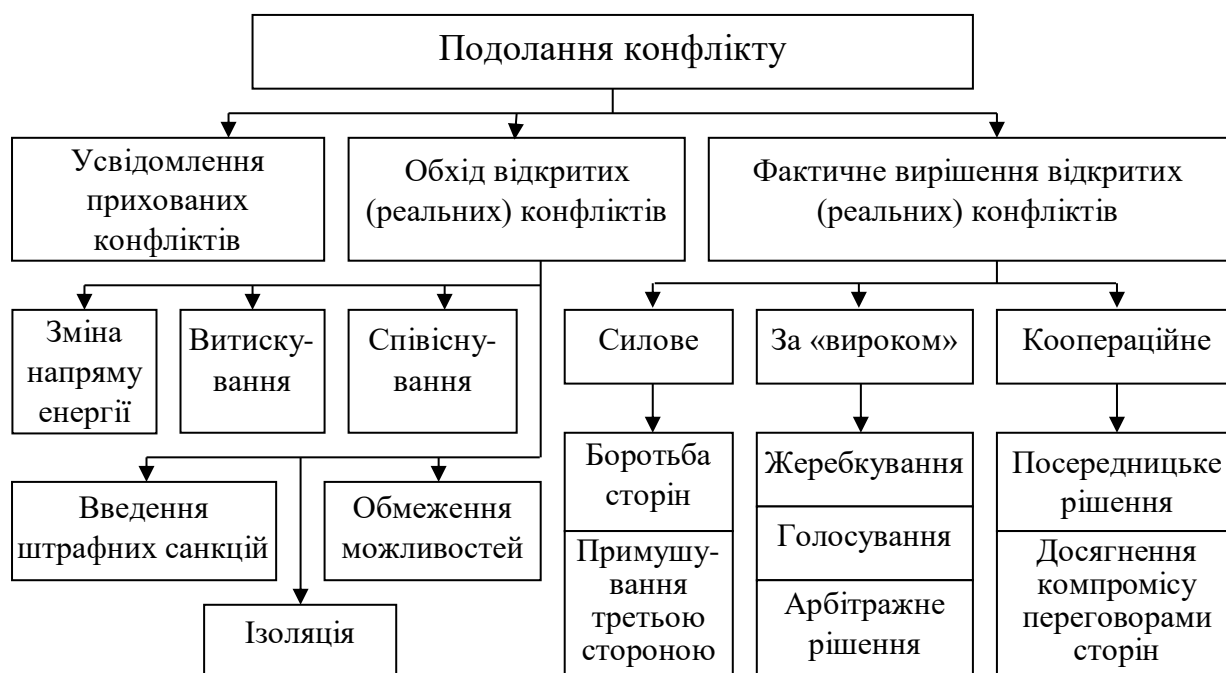 Подолання конфлікту
Усвідомлення
прихованих
конфліктів
Обхід відкритих
(реальних) конфліктів
Фактичне вирішення відкритих
(реальних) конфліктів
Зміна
напряму
енергії
Витиску-
вання
Співісну-
вання
Силове
За «вироком»
Коопераційне
Введення
штрафних санкцій
Обмеження
можливостей
Ізоляція
Боротьба
сторін
Примушу-
вання
третьою
стороною
Жеребкування
Голосування
Арбітражне
рішення
Посередницьке
рішення
Досягнення
компромісу
переговорами
сторін